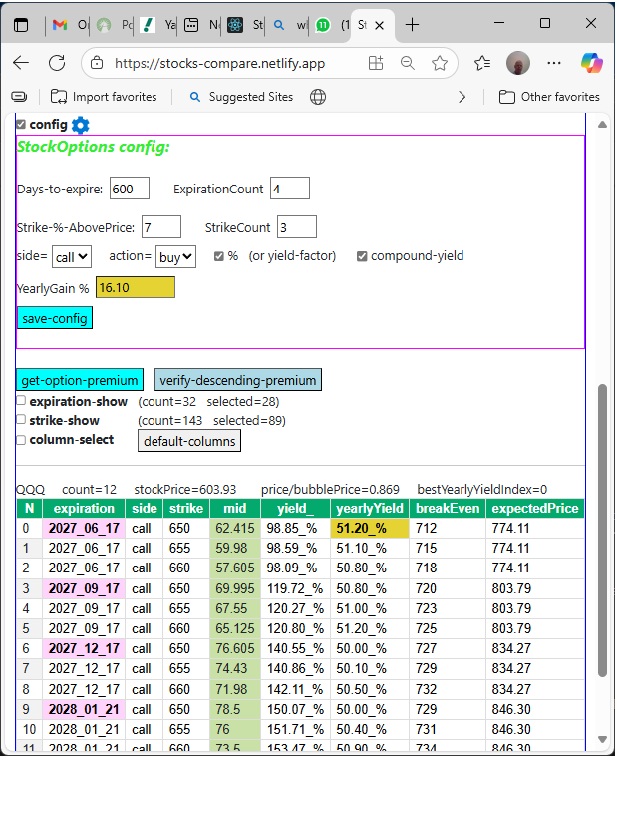 O Pc Ya N St wl 11 (1 St
https://stocks-compare.netlify.app
Import favorites Suggested Sites Other favorites
config
StockOptions config:
Days-to-expire: 600 ExpirationCount 4
Strike-%-AbovePrice: 7 StrikeCount 3
side= call action= buy % (or yield-factor) compound-yield
YearlyGain % 16.10
save-config
get-option-premium verify-descending-premium
expiration-show (count=32 selected=28)
strike-show (count=143 selected=89)
column-select default-columns
QQQ count=12 stockPrice=603.93 price/bubblePrice=0.869 bestYearlyYieldIndex=0
N expiration side strike mid yield_ yearlyYield breakEven expectedPrice
0 2027_06_17 call 650 62.415 98.85_% 51.20_% 712 774.11
1 2027_06_17 call 655 59.98 98.59_% 51.10_% 715 774.11
2 2027_06_17 call 660 57.605 98.09_% 50.80_% 718 774.11
3 2027_09_17 call 650 69.995 119.72_% 50.80_% 720 803.79
4 2027_09_17 call 655 67.55 120.27_% 51.00_% 723 803.79
5 2027_09_17 call 660 65.125 120.80_% 51.20_% 725 803.79
6 2027_12_17 call 650 76.605 140.55_% 50.00_% 727 834.27
7 2027_12_17 call 655 74.43 140.86_% 50.10_% 729 834.27
8 2027_12_17 call 660 71.98 142.11_% 50.50_% 732 834.27
9 2028_01_21 call 650 78.5 150.07_% 50.00_% 729 846.30
10 2028_01_21 call 655 76 151.71_% 50.40_% 731 846.30
11 2028_01_21 call 660 73.5 153.47_% 50.90_% 734 846.30